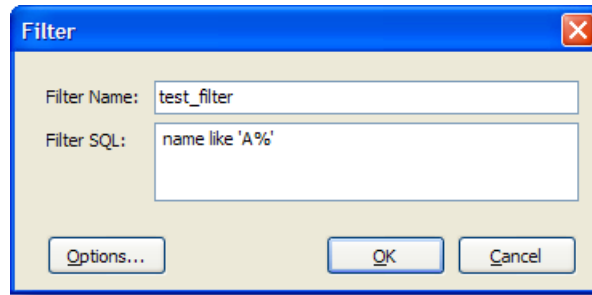 Filter
Filter Name: test_filter
Filter SQL: name like 'A%'
Options... OK Cancel